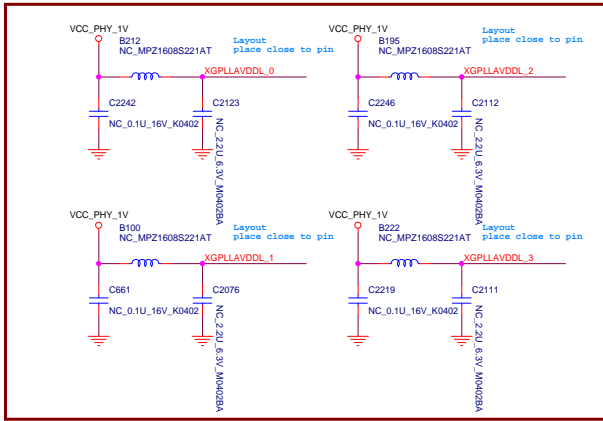 VCC_PHY_1V
B212
NC_MPZ1608S221AT
Layout
place close to pin
XGPLLAVDDL_0
C2242
NC_0.1U_16V_K0402
C2123
NC_2.2U_6.3V_M0402BA
VCC_PHY_1V
B195
NC_MPZ1608S221AT
Layout
place close to pin
XGPLLAVDDL_2
C2246
NC_0.1U_16V_K0402
C2112
NC_2.2U_6.3V_M0402BA
VCC_PHY_1V
B100
NC_MPZ1608S221AT
Layout
place close to pin
XGPLLAVDDL_1
C661
NC_0.1U_16V_K0402
C2076
NC_2.2U_6.3V_M0402BA
VCC_PHY_1V
B222
NC_MPZ1608S221AT
Layout
place close to pin
XGPLLAVDDL_3
C2219
NC_0.1U_16V_K0402
C2111
NC_2.2U_6.3V_M0402BA